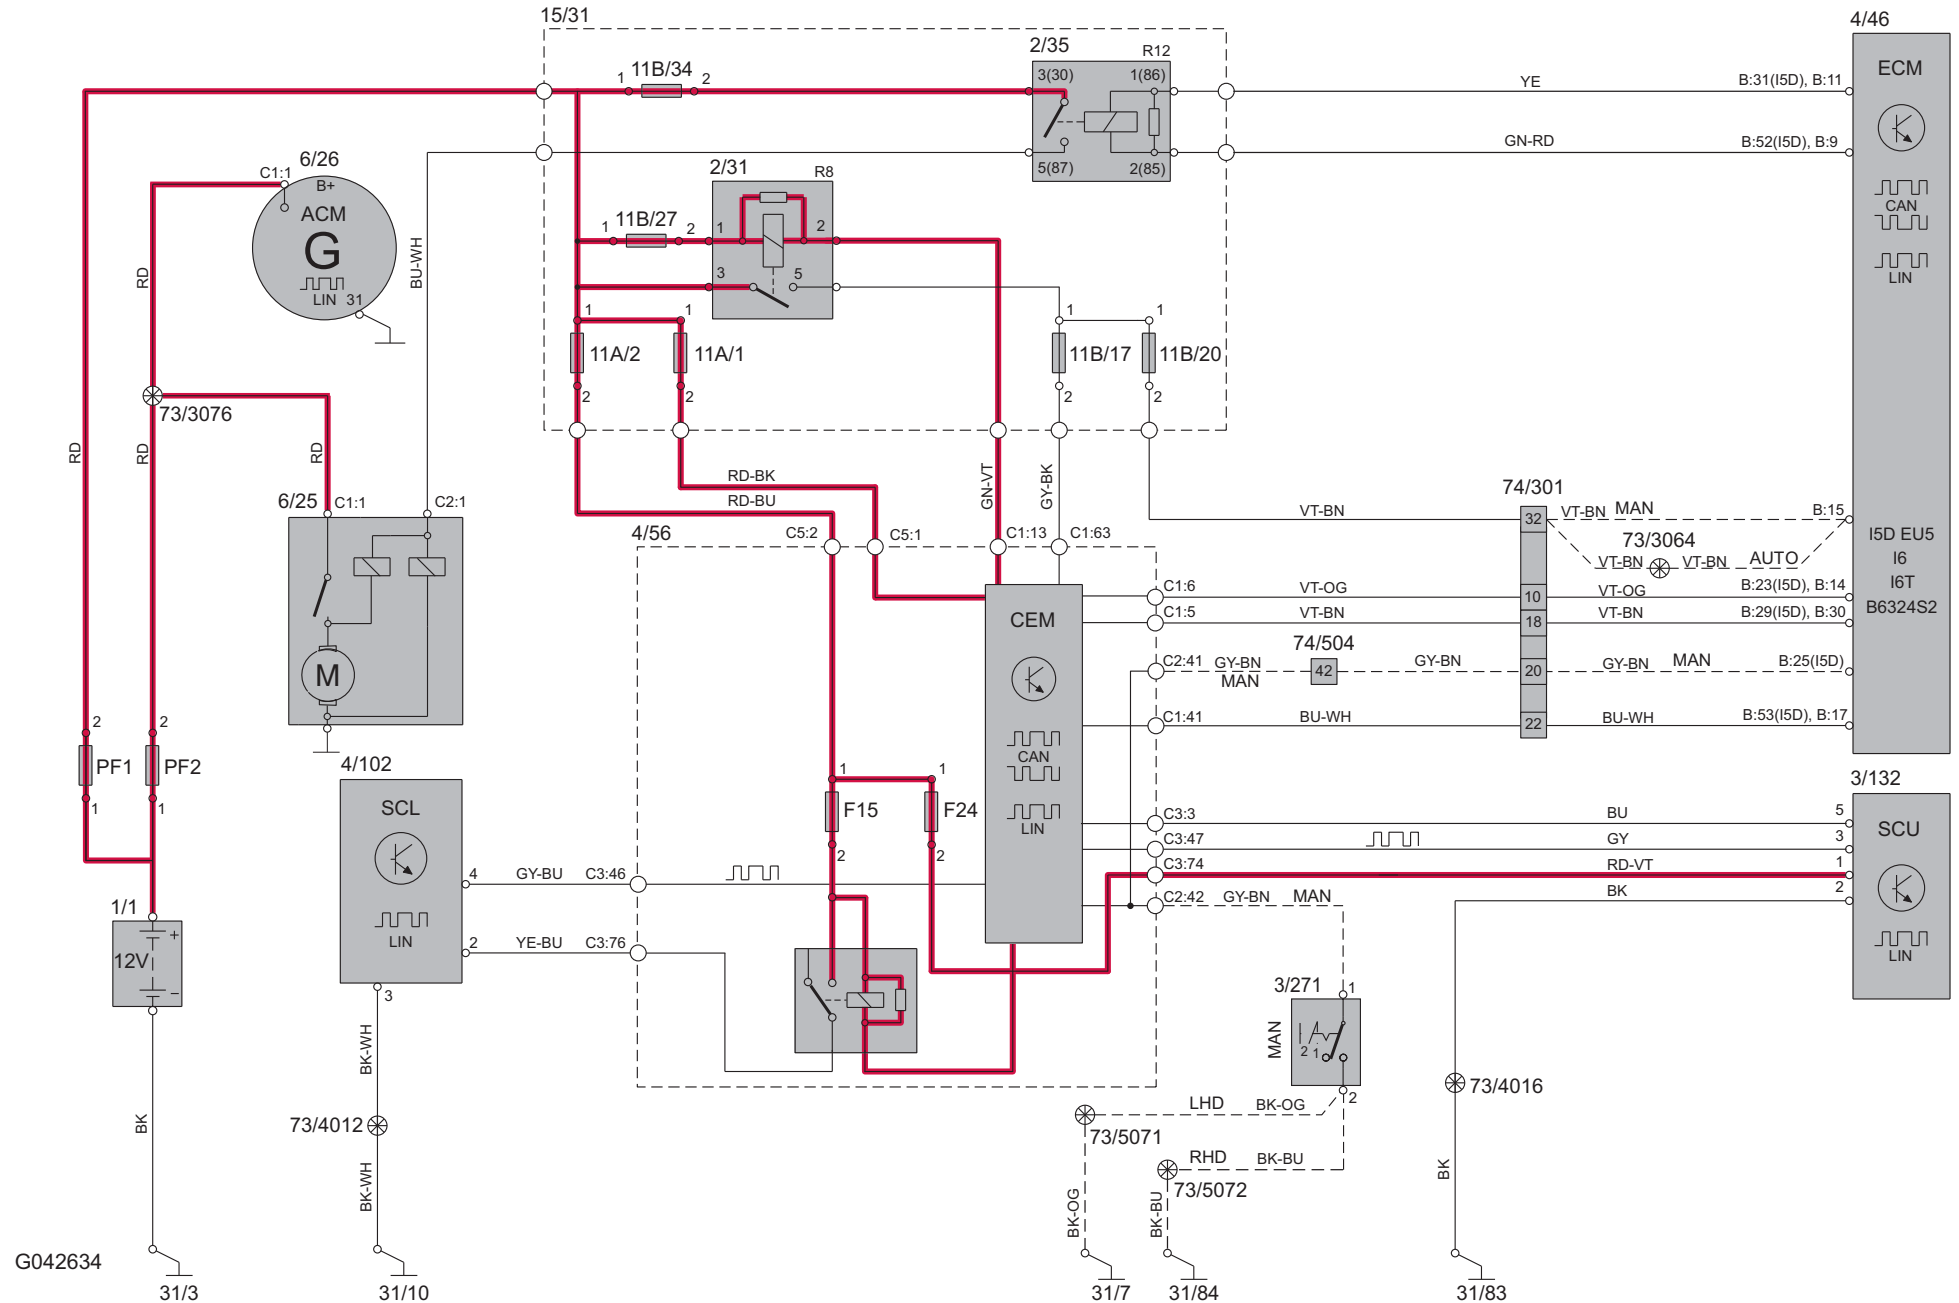 15/31
4/46
2/35
R12
11B/34
1
2
3(30)
1(86)
ECM
YE
B:31(I5D), B:11
GN-RD
B:52(I5D), B:9
5(87)
2(85)
6/26
C1:1
B+
ACM
G
LIN
31
2/31
R8
CAN
LIN
11B/27
1
2
1
2
3
5
RD
BU-WH
1
1
1
1
11A/2
11A/1
11B/17
11B/20
2
2
2
2
73/3076
RD
RD
RD
RD-BK
RD-BU
GN-VT
GY-BK
6/25
C1:1
C2:1
74/301
VT-BN
32
VT-BN
MAN
B:15
4/56
C5:2
C5:1
C1:13
C1:63
73/3064
VT-BN
VT-BN
AUTO
I5D EU5
I6
I6T
B6324S2
C1:6
VT-OG
10
VT-OG
B:23(I5D), B:14
C1:5
VT-BN
18
VT-BN
B:29(I5D), B:30
CEM
M
74/504
C2:41
GY-BN
MAN
42
GY-BN
20
GY-BN
MAN
B:25(I5D)
C1:41
BU-WH
22
BU-WH
B:53(I5D), B:17
CAN
LIN
2
2
PF1
PF2
1
1
4/102
SCL
LIN
1
1
F15
F24
2
2
3/132
SCU
LIN
C3:3
BU
5
C3:47
GY
3
C3:74
RD-VT
1
C2:42
GY-BN
MAN
BK
2
4
GY-BU
C3:46
2
YE-BU
C3:76
3
1/1
+
12V
−
3/271
1
MAN
2
1
2
BK
BK-WH
73/4012
BK-WH
73/4016
LHD
BK-OG
73/5071
RHD
BK-BU
73/5072
BK-OG
BK-BU
BK
G042634
31/3
31/10
31/7
31/84
31/83